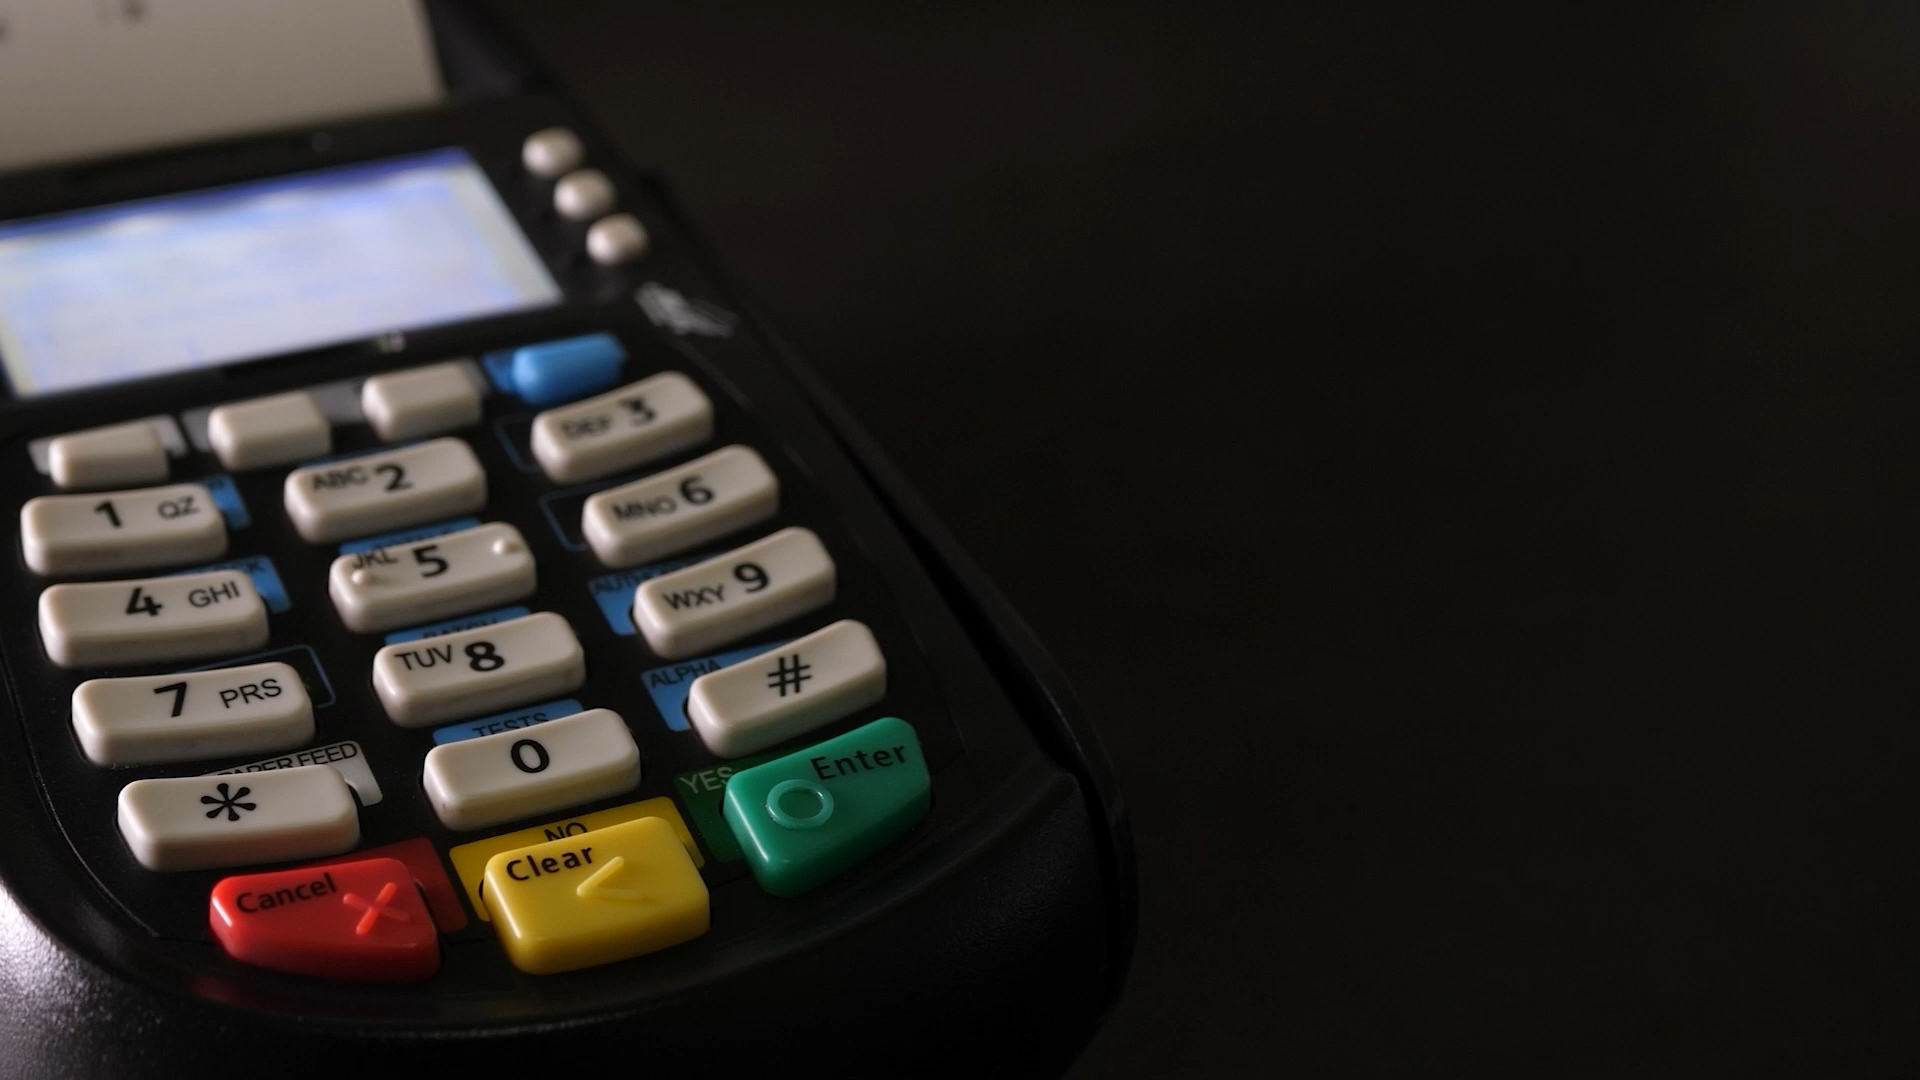 DEF 3
ABC 2
1 QZ
MNO 6
JKL 5
4 GHI
WXY 9
TUV 8
7 PRS
ALPHA
#
TESTS
0
PAPER FEED
*
YES
Enter
NO
Clear
Cancel